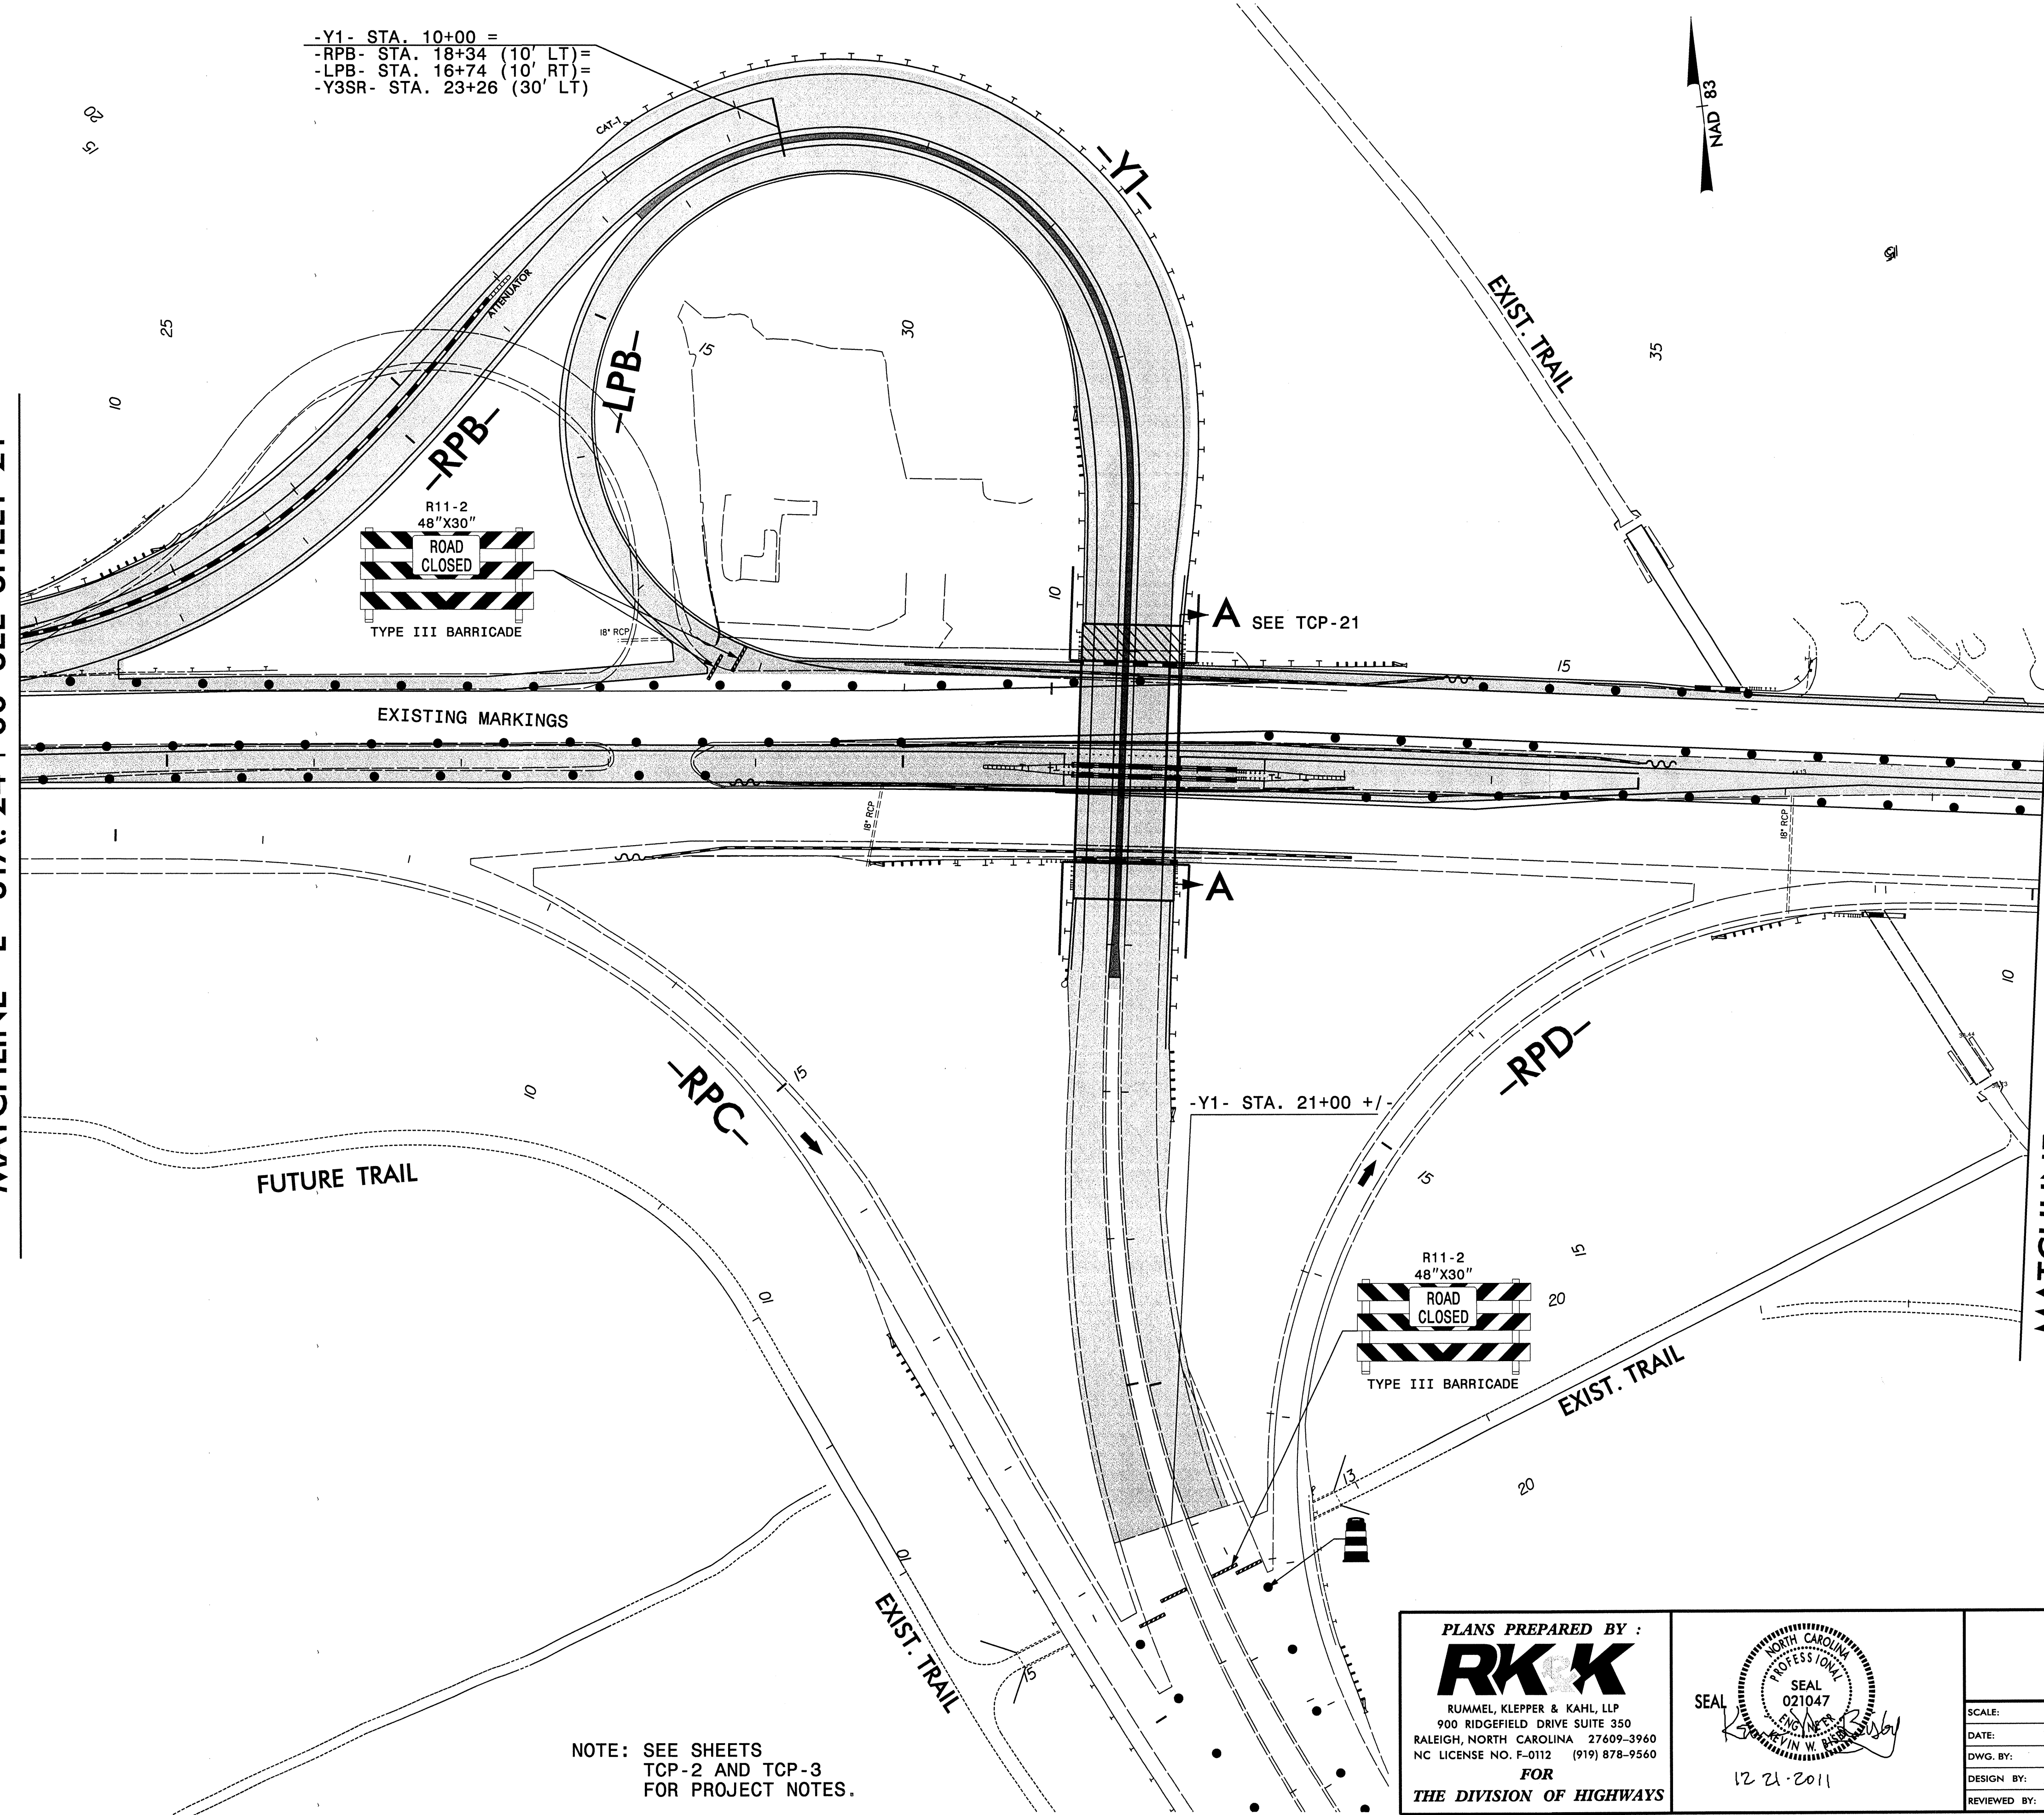 -Y1- STA. 10+00 =
-RPB- STA. 18+34 (10' LT)=
-LPB- STA. 16+74 (10' RT)=
-Y3SR- STA. 23+26 (30' LT)
NAD 83
20
15
CAT-1
-Y1-
ATTENUATOR
25
EXIST. TRAIL
35
30
15
10
-LPB-
-RPB-
R11-2
48"X30"
ROAD
CLOSED
TYPE III BARRICADE
18" RCP
10
A SEE TCP-21
15
EXISTING MARKINGS
18" RCP
18" RCP
A
10
-RPC-
15
10
-RPD-
-Y1- STA. 21+00 +/-
FUTURE TRAIL
15
15
R11-2
48"X30"
ROAD
CLOSED
TYPE III BARRICADE
20
10
EXIST. TRAIL
13
20
10
EXIST. TRAIL
15
NOTE: SEE SHEETS
TCP-2 AND TCP-3
FOR PROJECT NOTES.
PLANS PREPARED BY :
RK&K
RUMMEL, KLEPPER & KAHL, LLP
900 RIDGEFIELD DRIVE SUITE 350
RALEIGH, NORTH CAROLINA 27609-3960
NC LICENSE NO. F-0112 (919) 878-9560
FOR
THE DIVISION OF HIGHWAYS
SEAL
NORTH CAROLINA
PROFESSIONAL
SEAL
021047
ENGINEER
KEVIN W. BISBY
12-21-2011
SCALE:
DATE:
DWG. BY:
DESIGN BY:
REVIEWED BY: